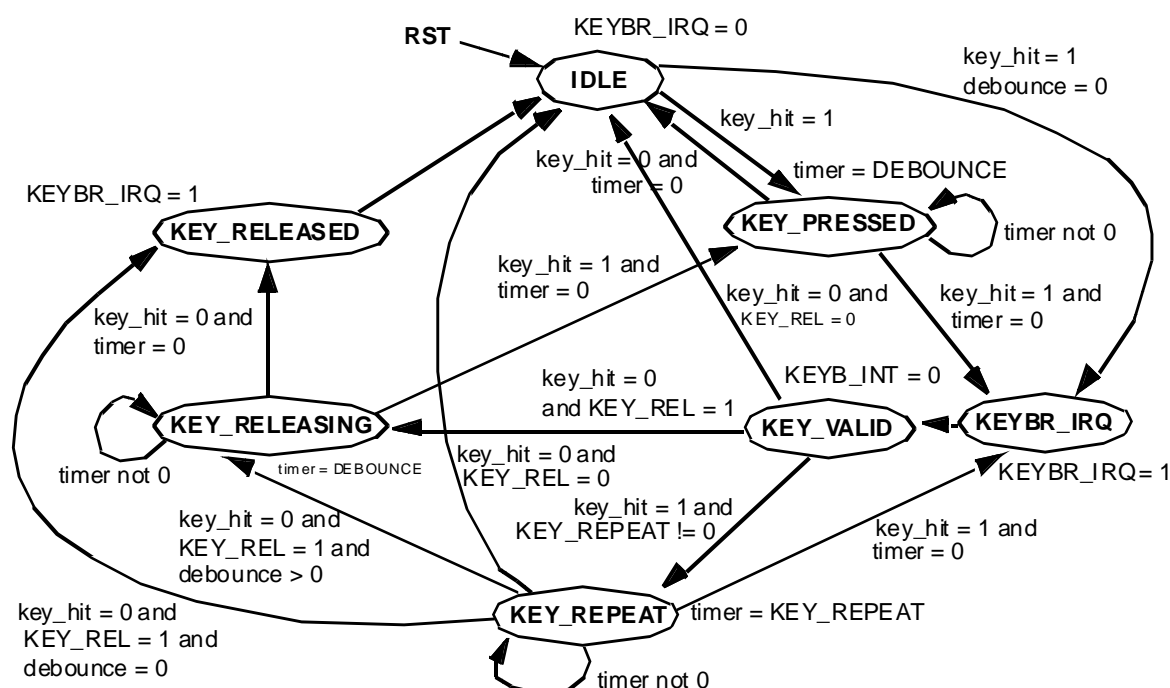 KEYBR_IRQ = 0
RST
IDLE
key_hit = 1
debounce = 0
key_hit = 1
key_hit = 0 and
timer = 0
timer = DEBOUNCE
KEYBR_IRQ = 1
KEY_RELEASED
KEY_PRESSED
timer not 0
key_hit = 1 and
timer = 0
key_hit = 0 and
KEY_REL = 0
key_hit = 1 and
timer = 0
key_hit = 0 and
timer = 0
key_hit = 0
and KEY_REL = 1
KEYB_INT = 0
KEY_RELEASING
KEY_VALID
KEYBR_IRQ
timer not 0
timer = DEBOUNCE
key_hit = 0 and
KEY_REL = 0
KEYBR_IRQ= 1
key_hit = 0 and
KEY_REL = 1 and
debounce > 0
key_hit = 1 and
KEY_REPEAT != 0
key_hit = 1 and
timer = 0
key_hit = 0 and
KEY_REL = 1 and
debounce = 0
KEY_REPEAT
timer = KEY_REPEAT
timer not 0